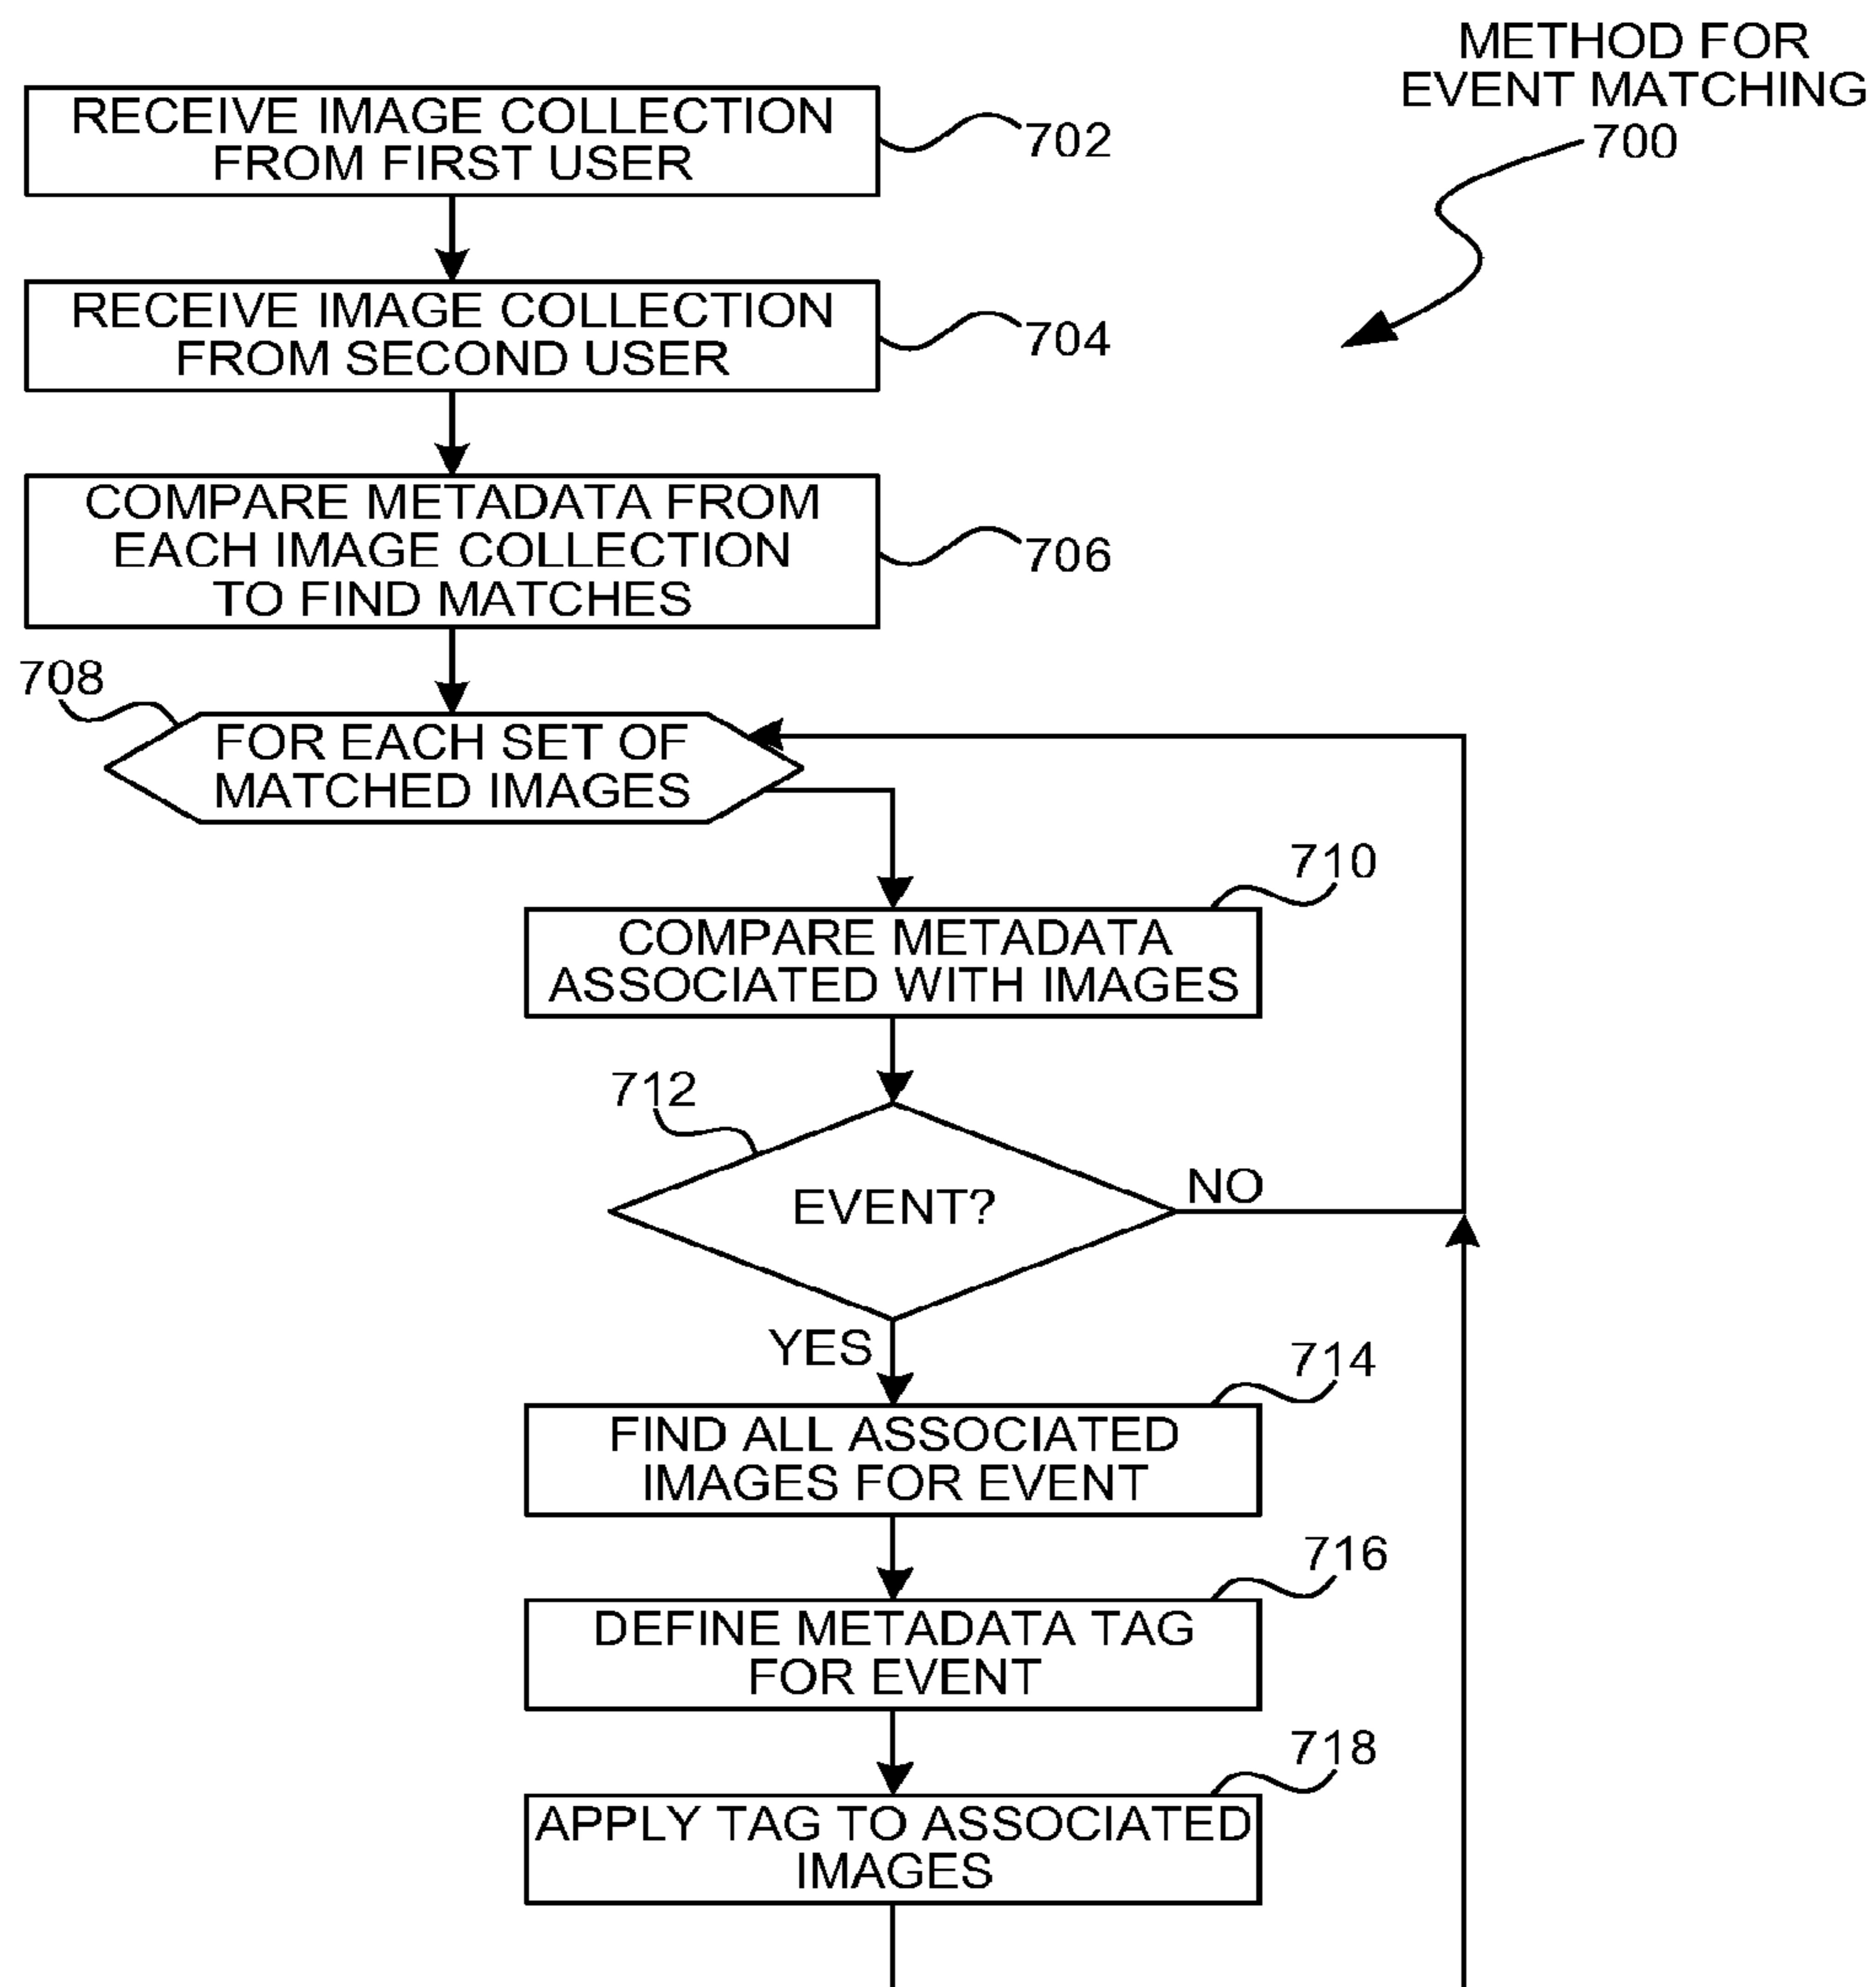 METHOD FOR
EVENT MATCHING
700
RECEIVE IMAGE COLLECTION
FROM FIRST USER
702
RECEIVE IMAGE COLLECTION
FROM SECOND USER
704
COMPARE METADATA FROM
EACH IMAGE COLLECTION
TO FIND MATCHES
706
708
FOR EACH SET OF
MATCHED IMAGES
710
COMPARE METADATA
ASSOCIATED WITH IMAGES
712
EVENT?
NO
YES
714
FIND ALL ASSOCIATED
IMAGES FOR EVENT
716
DEFINE METADATA TAG
FOR EVENT
718
APPLY TAG TO ASSOCIATED
IMAGES